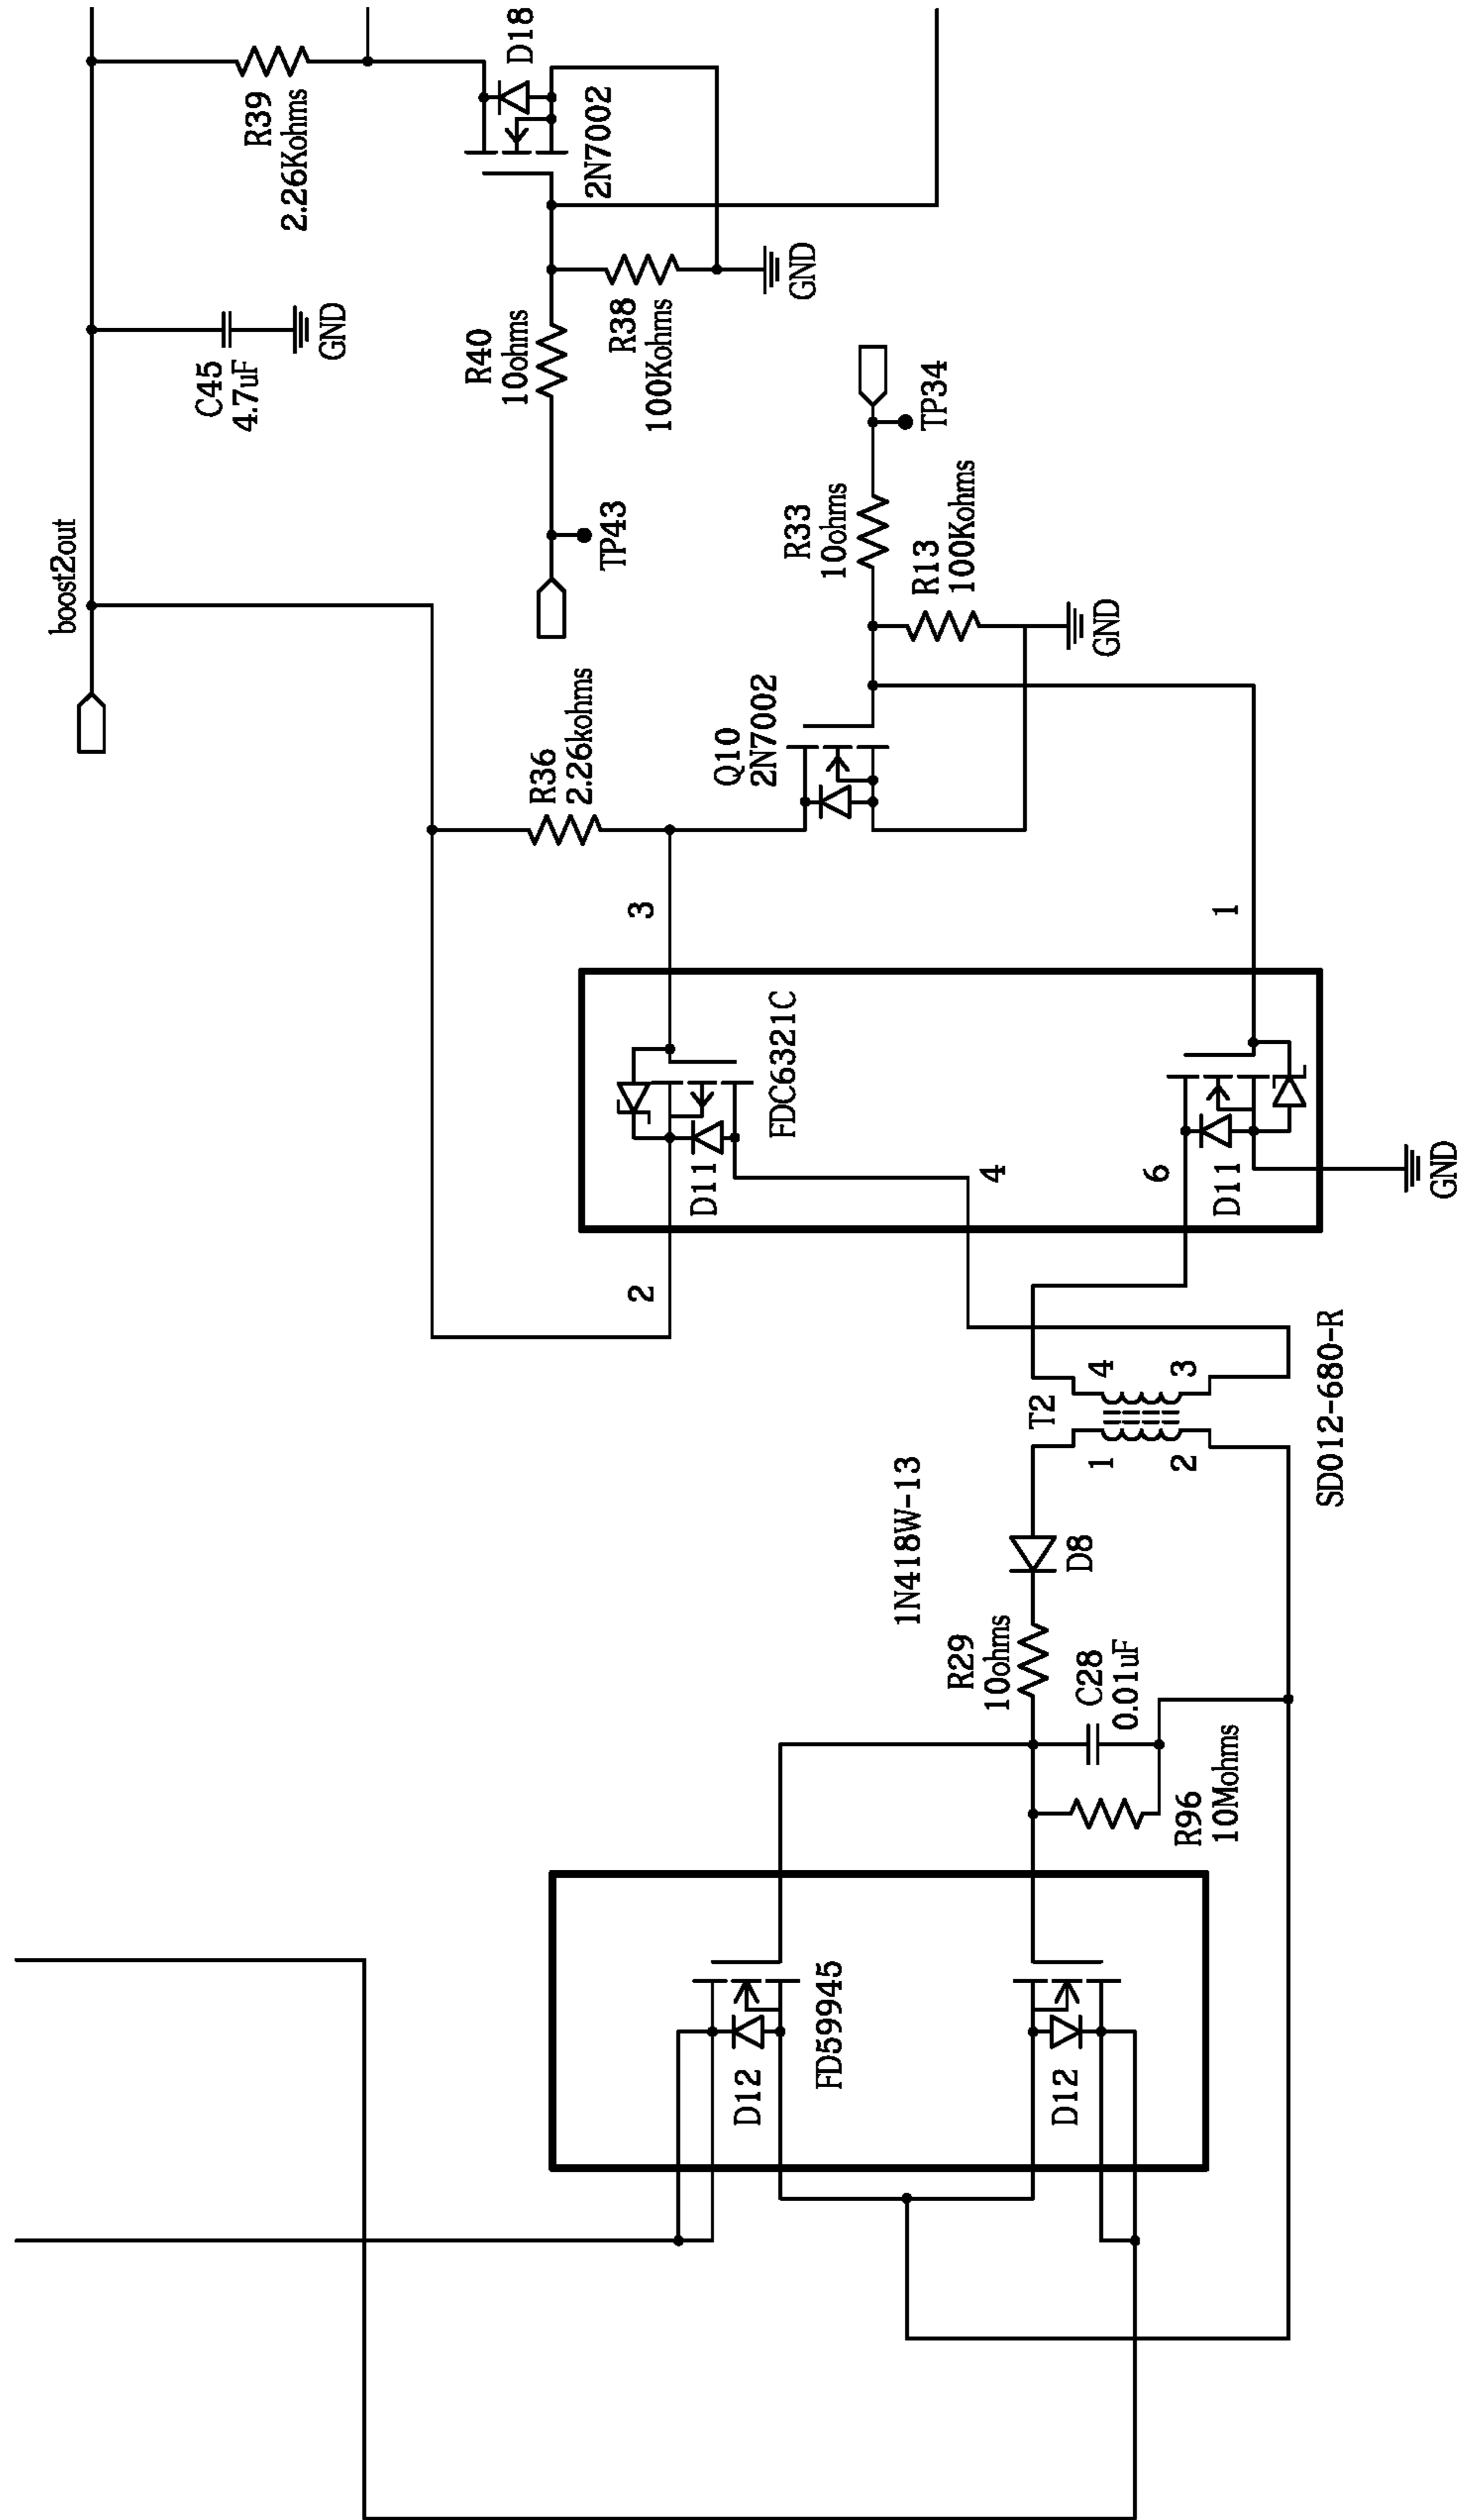 boost2out
R39
2.26Kohms
D18
2N7002
C45
4.7uF
GND
R40
10ohms
R38
100Kohms
GND
TP43
TP34
R33
10ohms
R13
100Kohms
GND
R36
2.26kohms
Q10
2N7002
3
1
FDC6321C
D11
4
6
D11
2
GND
T2
4
3
1
2
SD012-680-R
1N418W-13
D8
R29
10ohms
C28
0.01uF
R96
10Mohms
FD59945
D12
D12